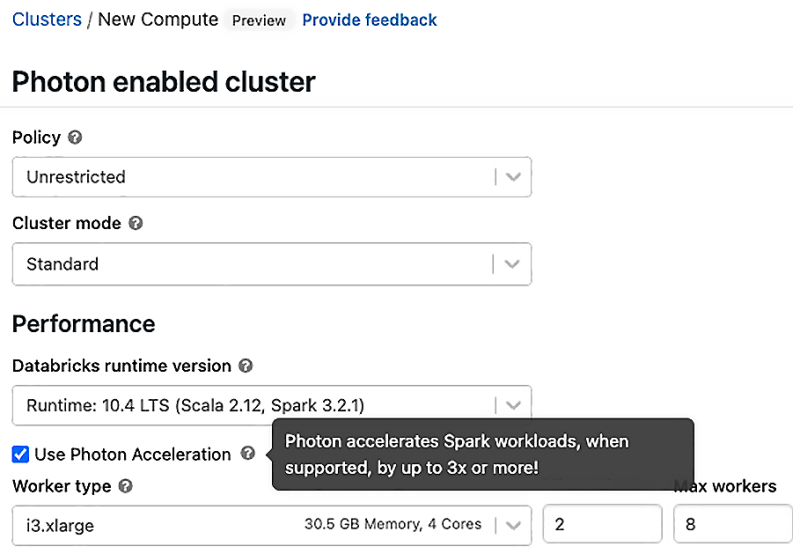 Clusters / New Compute Preview Provide feedback
Photon enabled cluster
Policy
Unrestricted
Cluster mode
Standard
Performance
Databricks runtime version
Runtime: 10.4 LTS (Scala 2.12, Spark 3.2.1)
Use Photon Acceleration
Photon accelerates Spark workloads, when
supported, by up to 3x or more!
Worker type
Max workers
i3.xlarge 30.5 GB Memory, 4 Cores
2
8